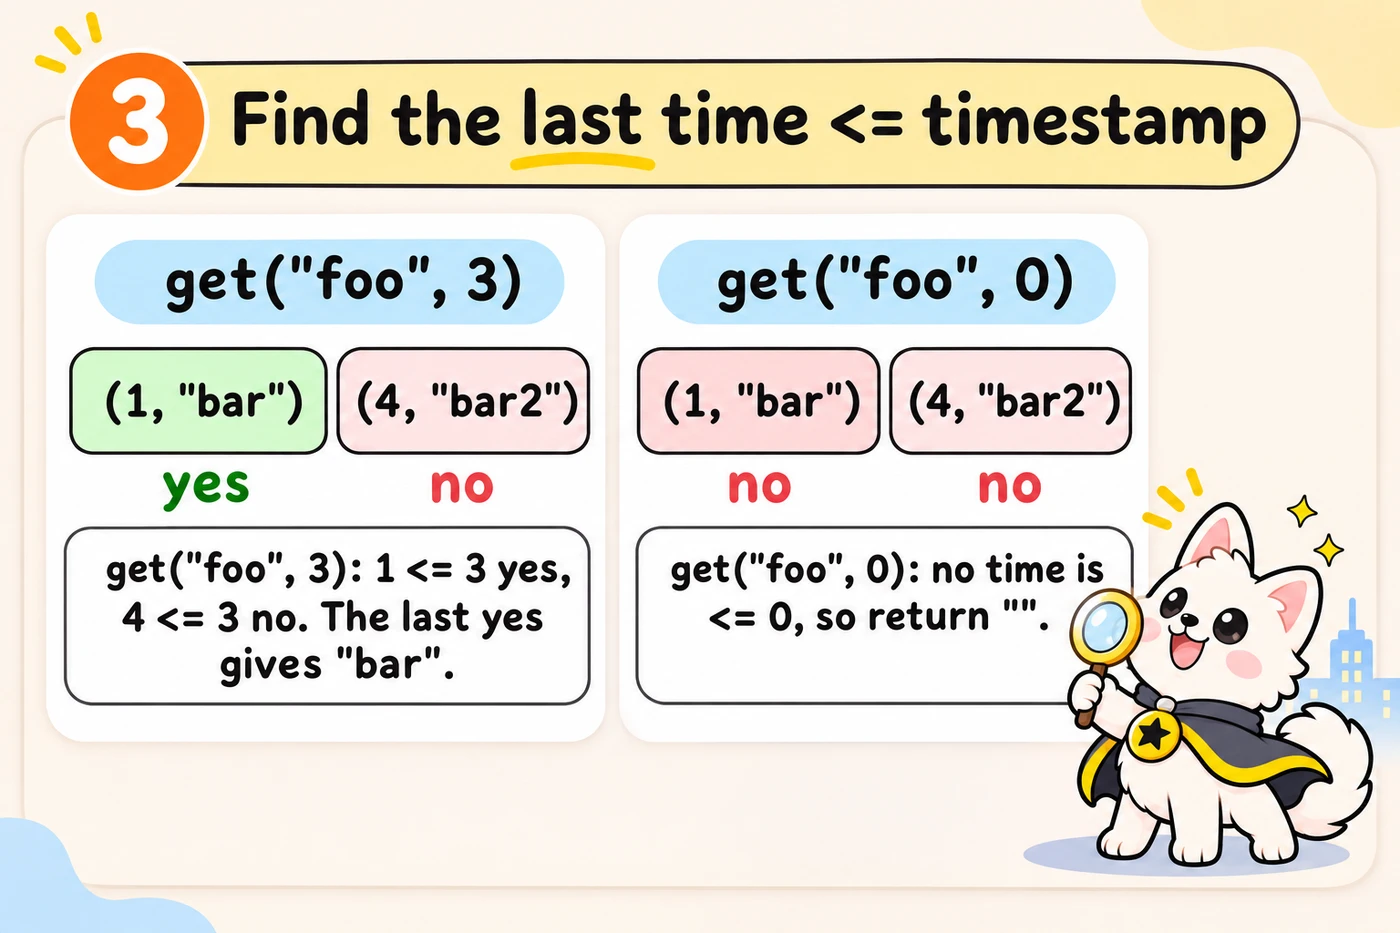 3
Find the last time <= timestamp
get("foo", 3)
(1, "bar")
(4, "bar2")
yes
no
get("foo", 3): 1 <= 3 yes,
4 <= 3 no. The last yes
gives "bar".
get("foo", 0)
(1, "bar")
(4, "bar2")
no
no
get("foo", 0): no time is
<= 0, so return "".